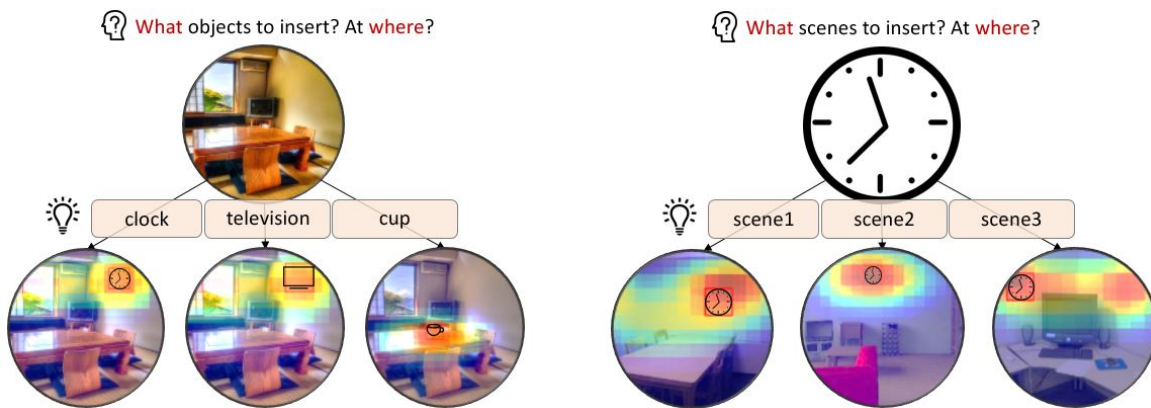 What objects to insert? At where?
clock
television
cup
What scenes to insert? At where?
scene1
scene2
scene3